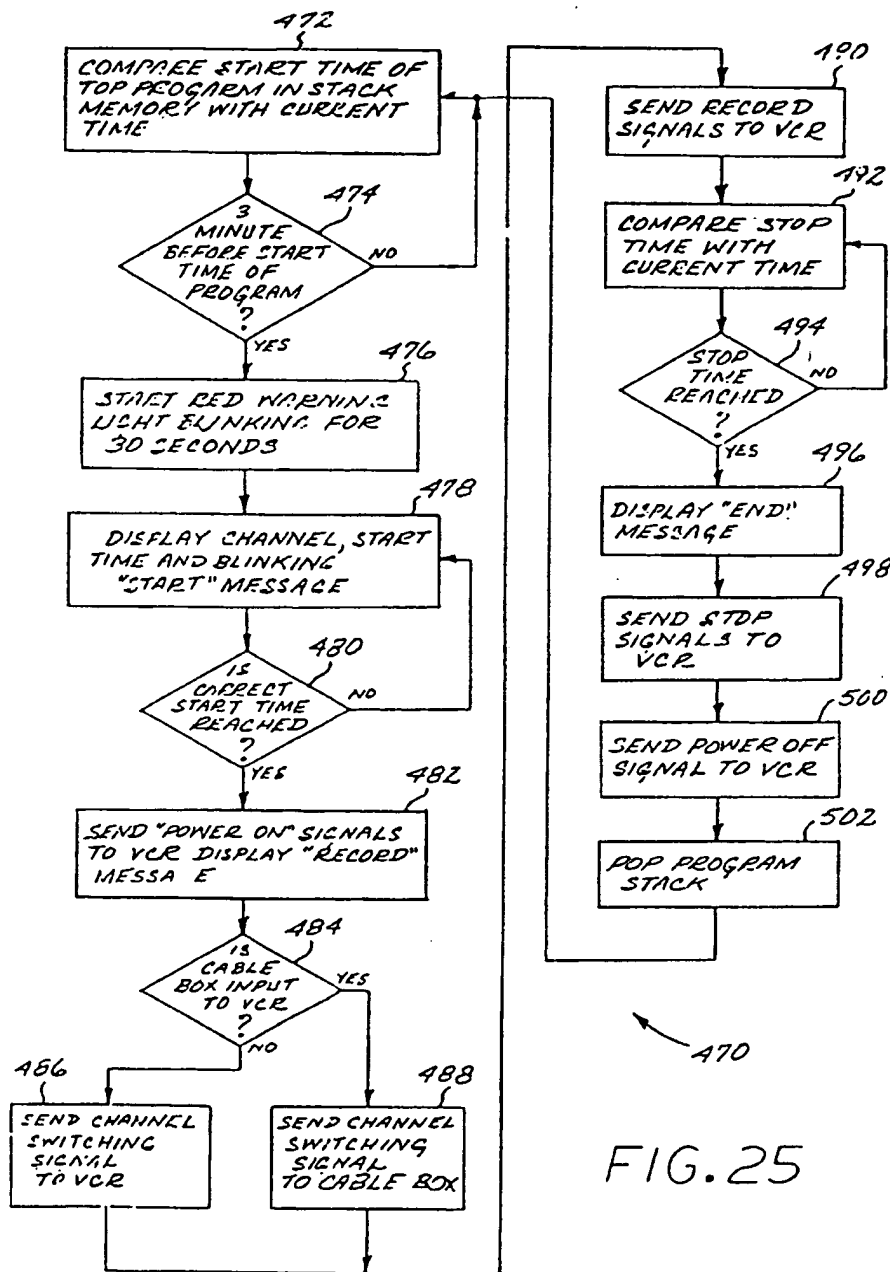 472
COMPARE START TIME OF
TOP PROGARM IN STACK
MEMORY WITH CURRENT
TIME
474
3
MINUTE
BEFORE START
TIME OF
PROGRAM
?
NO
YES
476
START RED WARNING
LIGHT BLINKING FOR
30 SECONDS
478
DISPLAY CHANNEL, START
TIME AND BLINKING
"START" MESSAGE
480
IS
CORRECT
START TIME
REACHED
?
NO
YES
482
SEND "POWER ON" SIGNALS
TO VCR DISPLAY "RECORD"
MESSA E
484
IS
CABLE
BOX INPUT
TO VCR
?
YES
NO
486
SEND CHANNEL
SWITCHING
SIGNAL
TO VCR
488
SEND CHANNEL
SWITCHING
SIGNAL
TO CABLE BOX
490
SEND RECORD
SIGNALS TO VCR
492
COMPARE STOP
TIME WITH
CURRENT TIME
494
STOP
TIME
REACHED
?
NO
YES
496
DISPLAY "END"
MESSAGE
498
SEND STOP
SIGNALS TO
VCR
500
SEND POWER OFF
SIGNAL TO VCR
502
POP PROGRAM
STACK
470
FIG. 25